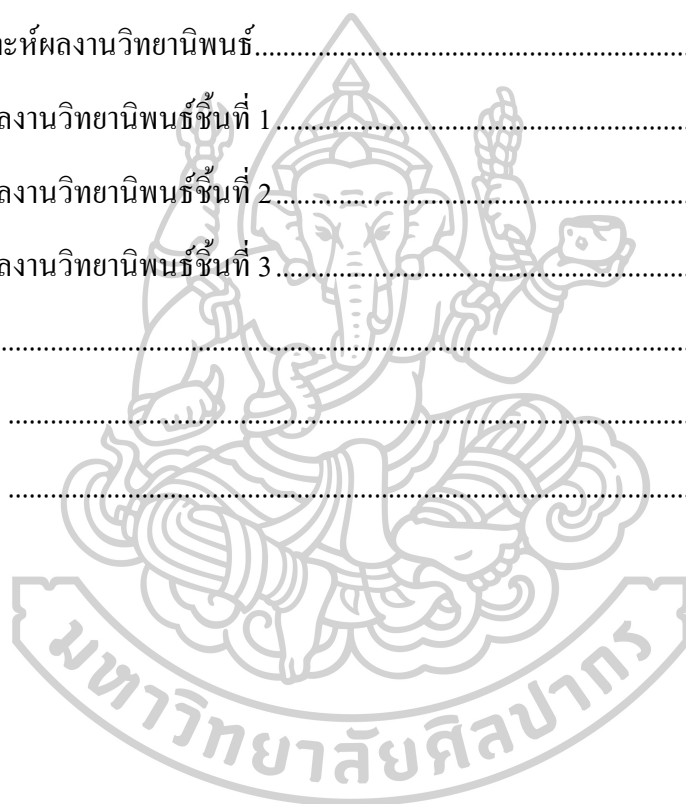 ะห์ผลงานวิทยานิพนธ์................................................................
ลงานวิทยานิพนธ์ชิ้นที่ 1................................................................
ลงานวิทยานิพนธ์ชิ้นที่ 2................................................................
ลงานวิทยานิพนธ์ชิ้นที่ 3................................................................
................................................................
................................................................
................................................................
มหาวิทยาลัยศิลปากร